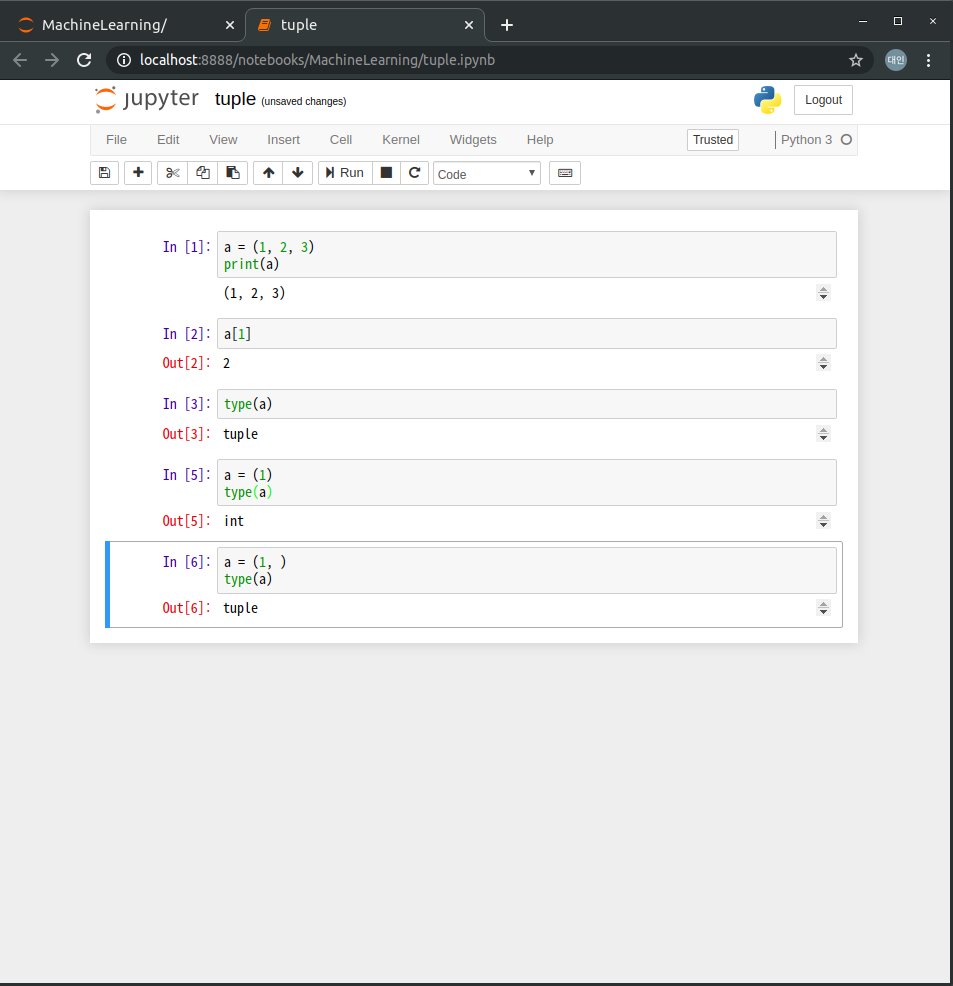 MachineLearning/
tuple
localhost:8888/notebooks/MachineLearning/tuple.ipynb
대인
jupyter tuple (unsaved changes)
Logout
File Edit View Insert Cell Kernel Widgets Help
Trusted
Python 3
Run
Code
In [1]: a = (1, 2, 3)
print(a)
(1, 2, 3)
In [2]: a[1]
Out[2]: 2
In [3]: type(a)
Out[3]: tuple
In [5]: a = (1)
type(a)
Out[5]: int
In [6]: a = (1, )
type(a)
Out[6]: tuple